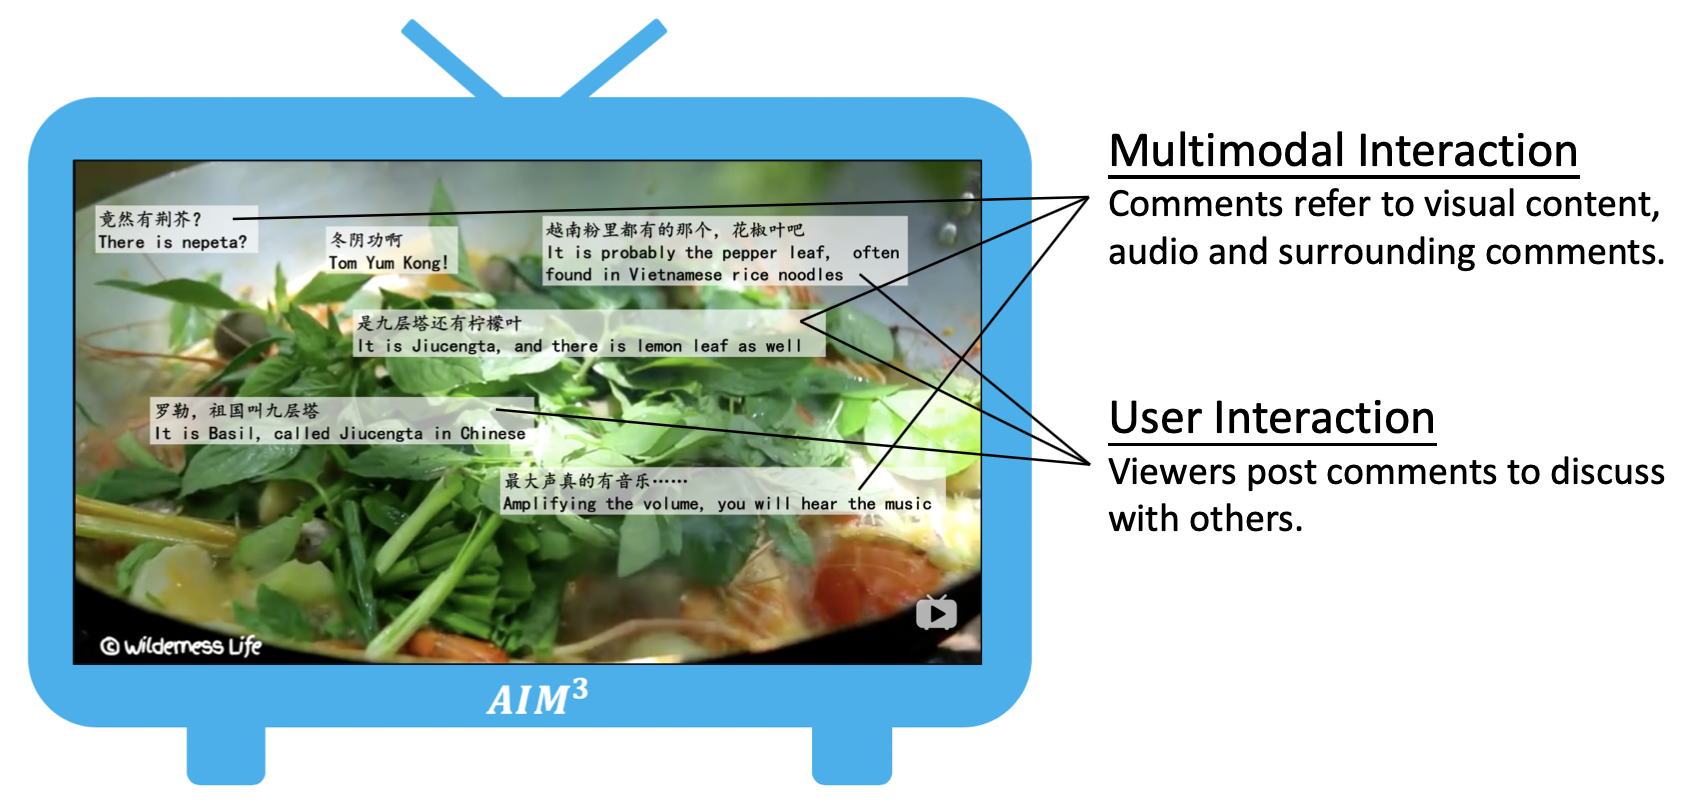 竟然有荆芥？
There is nepeta?
冬阴功啊
Tom Yum Kong!
越南粉里都有的那个，花椒叶吧
It is probably the pepper leaf, often
found in Vietnamese rice noodles
是九层塔还有柠檬叶
It is Jiucengta, and there is lemon leaf as well
罗勒，祖国叫九层塔
It is Basil, called Jiucengta in Chinese
最大声真的有音乐……
Amplifying the volume, you will hear the music
© Wilderness Life
AIM³
Multimodal Interaction
Comments refer to visual content,
audio and surrounding comments.
User Interaction
Viewers post comments to discuss
with others.